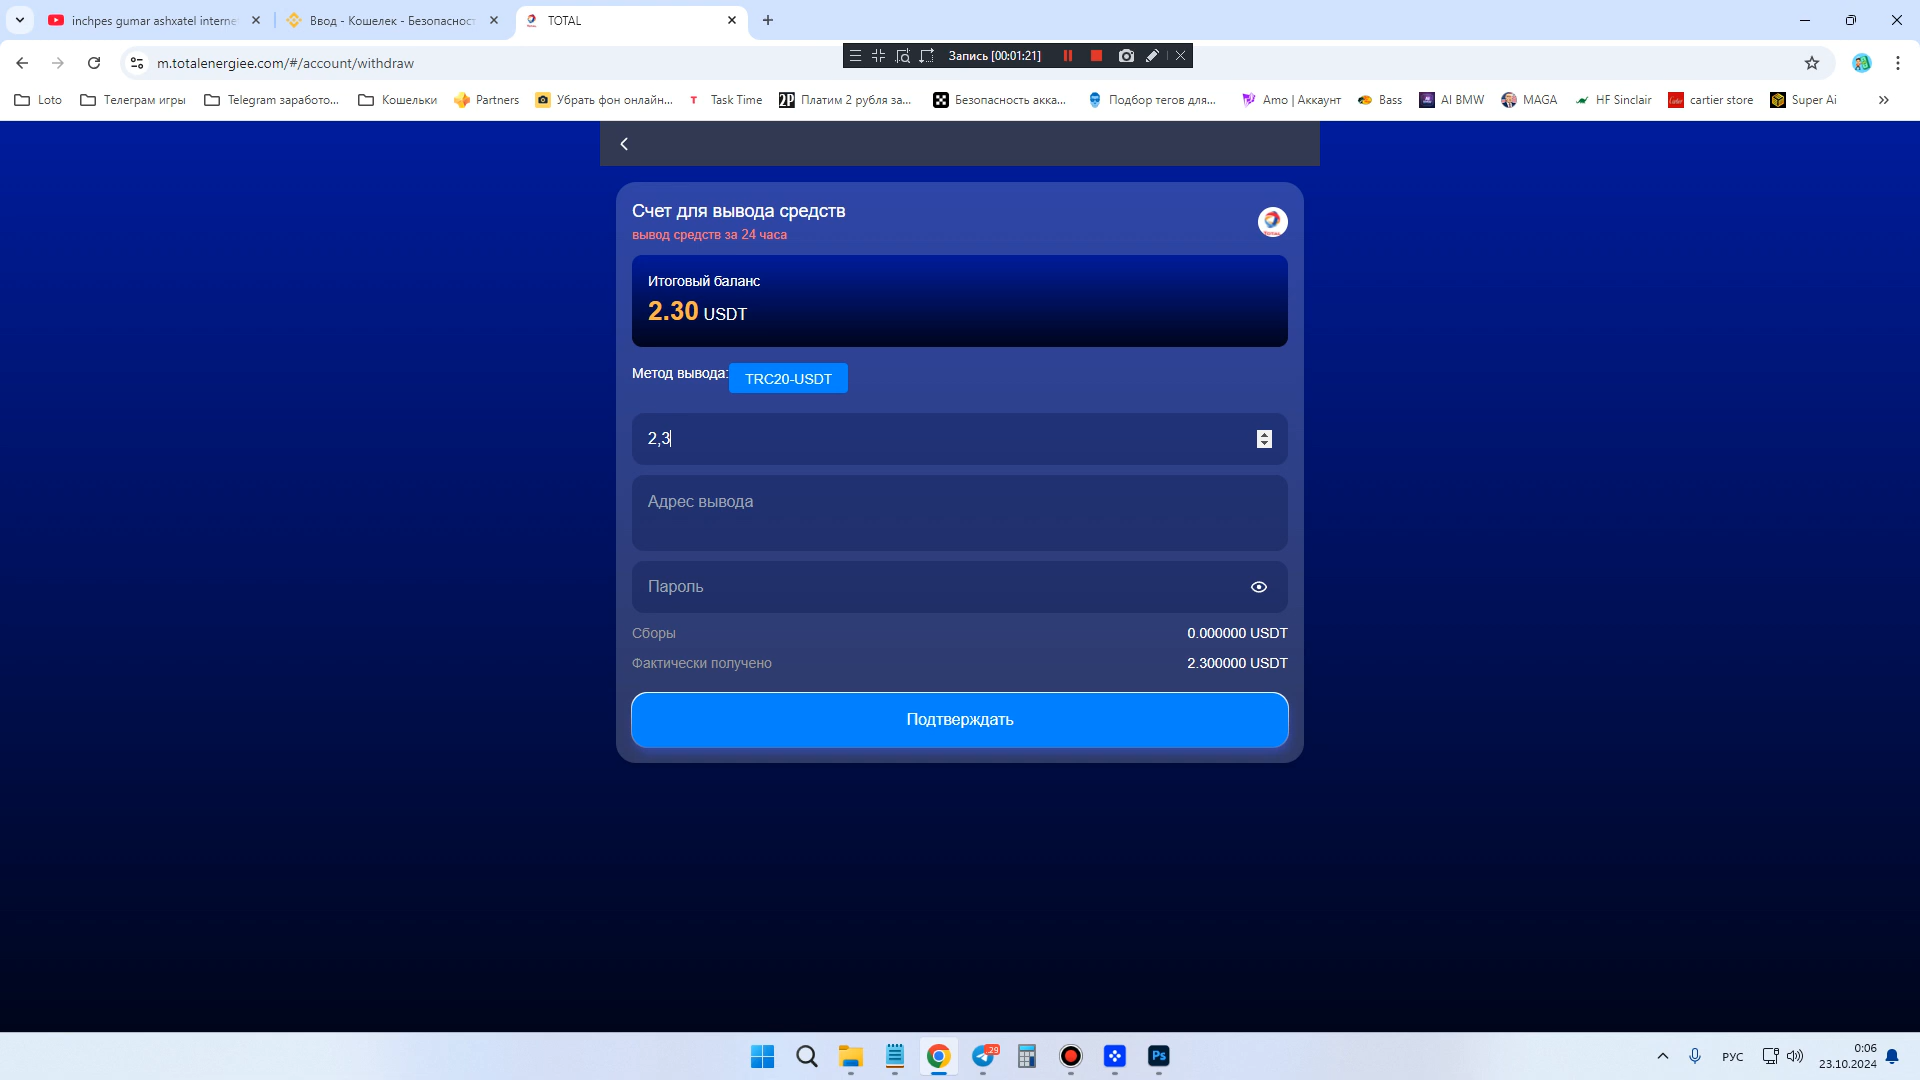 inchpes gumar ashxatel interne
Ввод - Кошелек - Безопасност
TOTAL
m.totalenergiee.com/#/account/withdraw
Запись [00:01:21]
Loto
Телеграм игры
Telegram заработо...
Кошельки
Partners
Убрать фон онлайн...
T Task Time
2P Платим 2 рубля за...
Безопасность акка...
Подбор тегов для...
Amo | Аккаунт
Bass
AI BMW
MAGA
HF Sinclair
cartier store
Super Ai
Счет для вывода средств
вывод средств за 24 часа
Итоговый баланс
2.30 USDT
Метод вывода: TRC20-USDT
2,3
Адрес вывода
Пароль
Сборы 0.000000 USDT
Фактически получено 2.300000 USDT
Подтверждать
29
Ps
РУС
0:06
23.10.2024